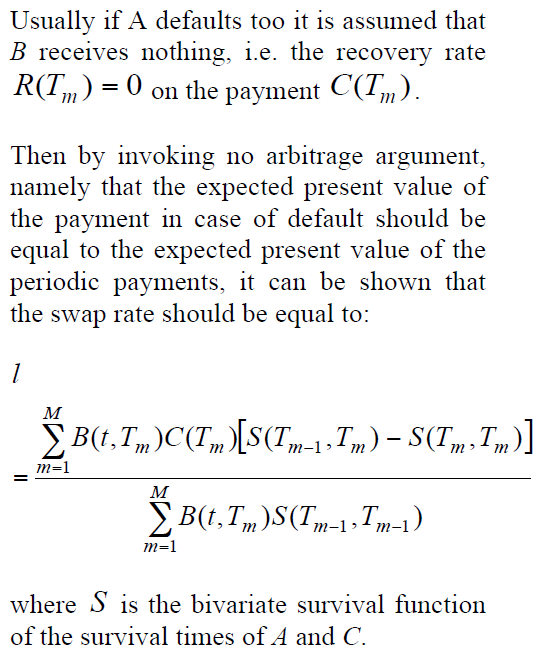 Usually if A defaults too it is assumed that
B receives nothing, i.e. the recovery rate
R(Tₘ) = 0 on the payment C(Tₘ).
Then by invoking no arbitrage argument,
namely that the expected present value of
the payment in case of default should be
equal to the expected present value of the
periodic payments, it can be shown that
the swap rate should be equal to:
l
= \frac{\sum_{m=1}^{M} B(t,T_m)C(T_m)[S(T_{m-1},T_m) - S(T_m,T_m)]}{\sum_{m=1}^{M} B(t,T_m)S(T_{m-1},T_{m-1})}
where S is the bivariate survival function
of the survival times of A and C.